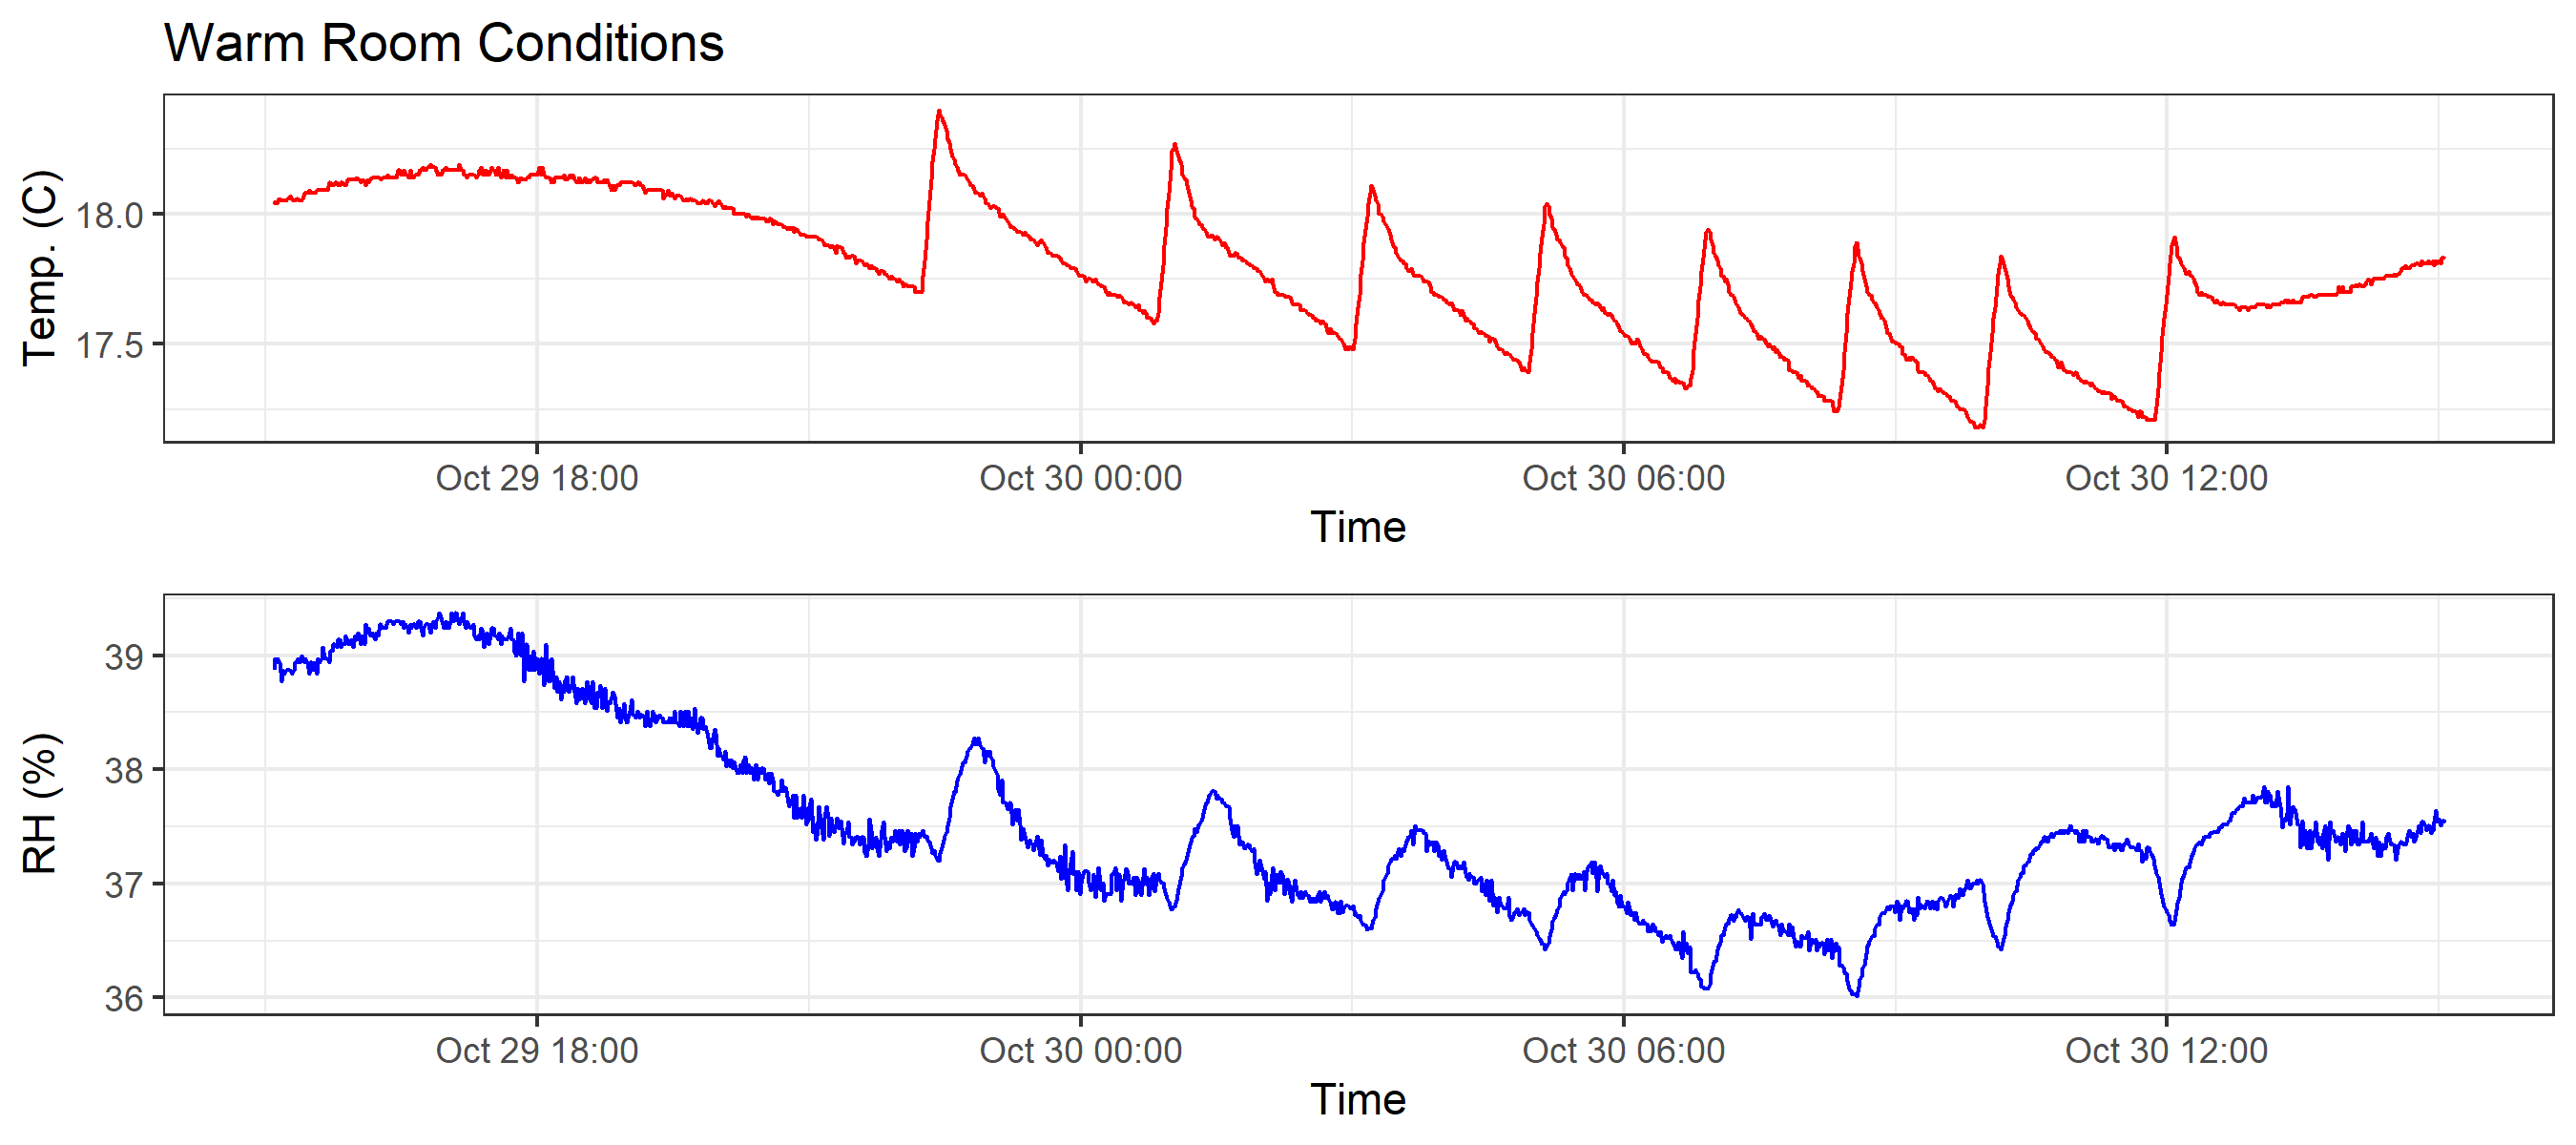 Warm Room Conditions
Temp. (C)
18.0
17.5
Oct 29 18:00 Oct 30 00:00 Oct 30 06:00 Oct 30 12:00
Time
RH (%)
39
38
37
36
Oct 29 18:00 Oct 30 00:00 Oct 30 06:00 Oct 30 12:00
Time